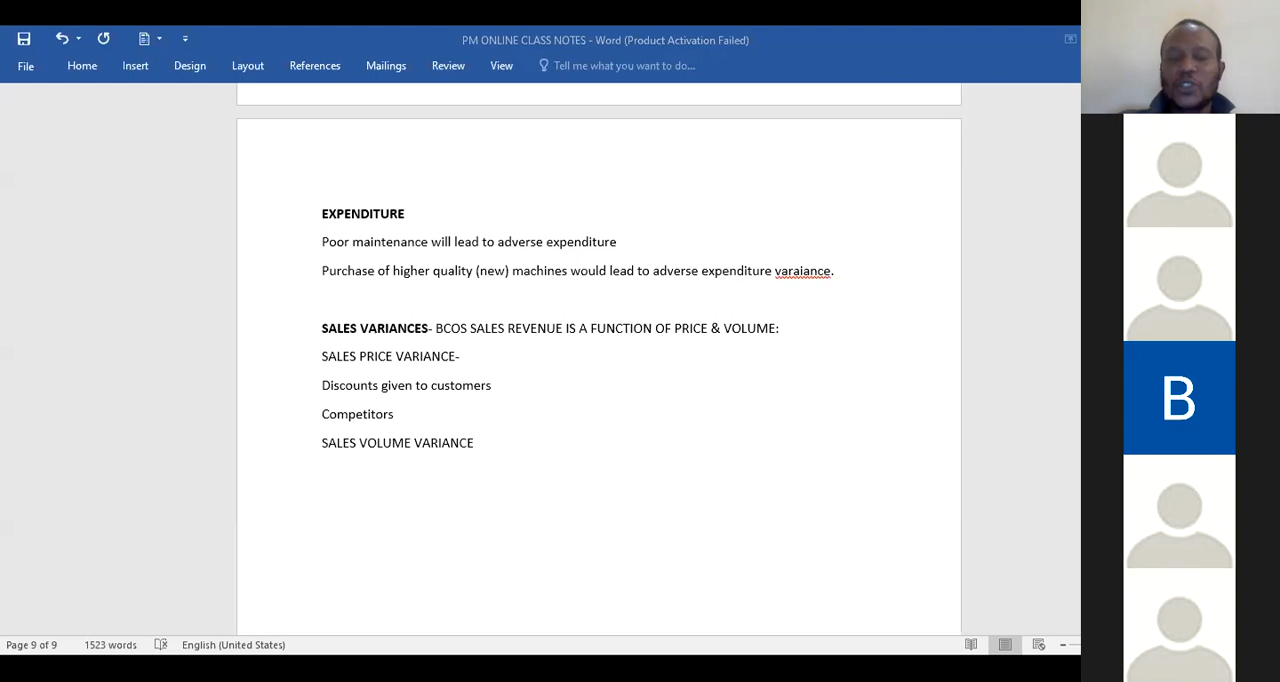 PM ONLINE CLASS NOTES - Word (Product Activation Failed)
File Home Insert Design Layout References Mailings Review View Tell me what you want to do...
EXPENDITURE
Poor maintenance will lead to adverse expenditure
Purchase of higher quality (new) machines would lead to adverse expenditure varaiance.
SALES VARIANCES- BCOS SALES REVENUE IS A FUNCTION OF PRICE & VOLUME:
SALES PRICE VARIANCE-
Discounts given to customers
Competitors
SALES VOLUME VARIANCE
B
Page 9 of 9 1523 words English (United States)